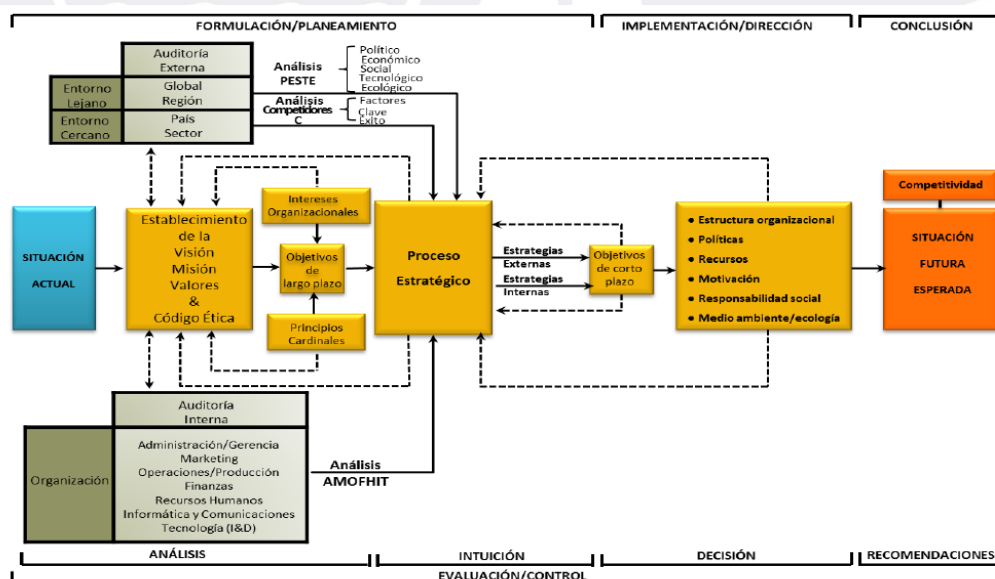 FORMULACIÓN/PLANEAMIENTO
IMPLEMENTACIÓN/DIRECCIÓN
CONCLUSIÓN
Auditoría
Externa
Entorno
Lejano
Global
Región
Entorno
Cercano
País
Sector
Análisis
PESTE
Político
Económico
Social
Tecnológico
Ecológico
Análisis
Competidores
C
Factores
Clave
Exito
SITUACIÓN
ACTUAL
Establecimiento
de la
Visión
Misión
Valores
&
Código Ética
Intereses
Organizacionales
Objetivos
de
largo plazo
Principios
Cardinales
Proceso
Estratégico
Estrategias
Externas
Estrategias
Internas
Objetivos
de corto
plazo
• Estructura organizacional
• Políticas
• Recursos
• Motivación
• Responsabilidad social
• Medio ambiente/ecología
Competitividad
SITUACIÓN
FUTURA
ESPERADA
Auditoría
Interna
Organización
Administración/Gerencia
Marketing
Operaciones/Producción
Finanzas
Recursos Humanos
Informática y Comunicaciones
Tecnología (I&D)
Análisis
AMOFHIT
ANÁLISIS
INTUICIÓN
DECISIÓN
RECOMENDACIONES
EVALUACIÓN/CONTROL